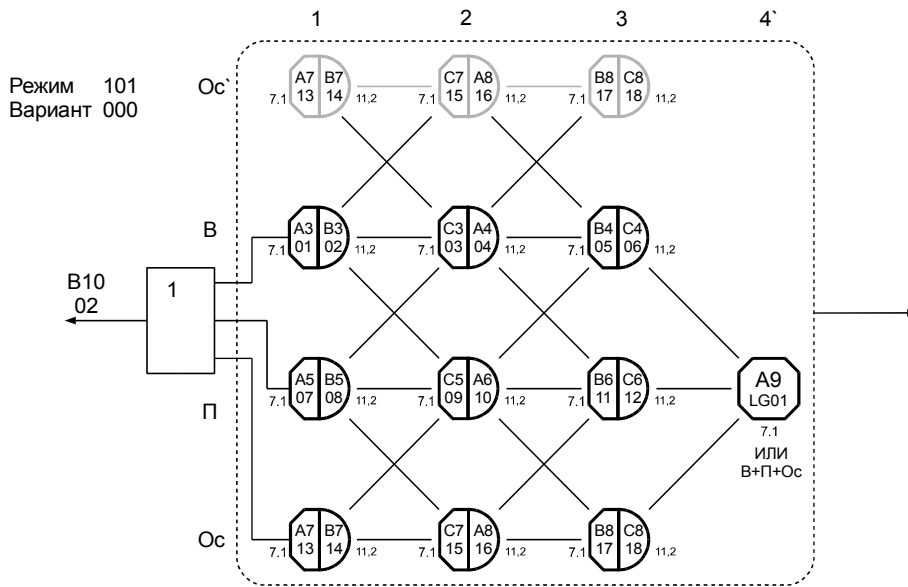 1 2 3 4`
Режим 101
Вариант 000
Ос`
A7 B7 C7 A8 B8 C8
13 14 15 16 17 18
7.1 11,2 7.1 11,2 7.1 11,2
В
A3 B3 C3 A4 B4 C4
01 02 03 04 05 06
7.1 11,2 7.1 11,2 7.1 11,2
B10
02
1
A5 B5 C5 A6 B6 C6 A9
07 08 09 10 11 12 LG01
7.1 11,2 7.1 11,2 7.1 11,2
П
7.1
ИЛИ
В+П+Ос
Ос
A7 B7 C7 A8 B8 C8
13 14 15 16 17 18
7.1 11,2 7.1 11,2 7.1 11,2